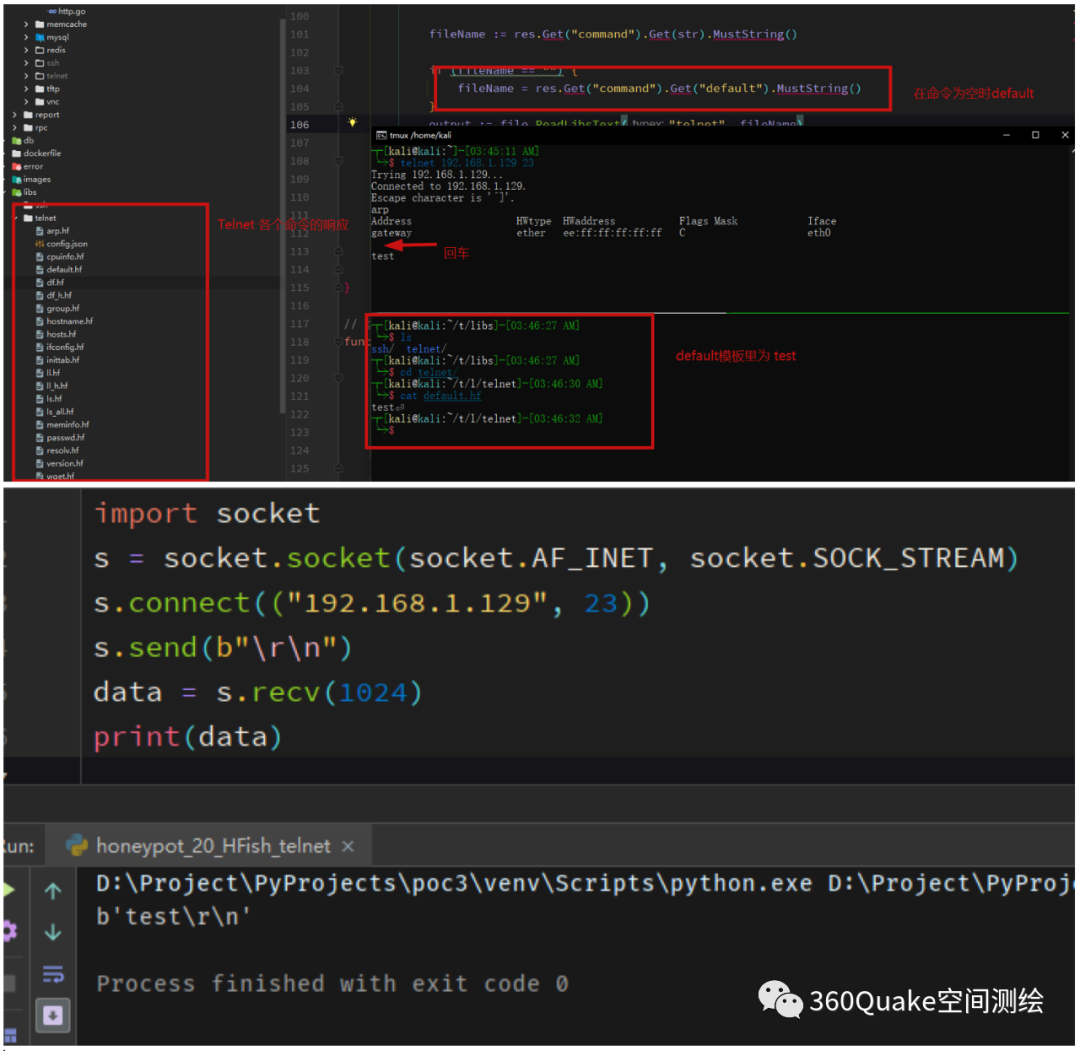 http.go
memcache
mysql
redis
ssh
telnet
tftp
vnc
report
rpc
db
dockerfile
error
images
libs
ssh
telnet
arp.hf
config.json
cpuinfo.hf
default.hf
df.hf
df_h.hf
group.hf
hostname.hf
hosts.hf
ifconfig.hf
inittab.hf
ll.hf
ll_h.hf
ls.hf
ls_all.hf
meminfo.hf
passwd.hf
resolv.hf
version.hf
wget.hf
Telnet 各个命令的响应
100
101 fileName := res.Get("command").Get(str).MustString()
102
103 if (fileName == "") {
104 fileName = res.Get("command").Get("default").MustString()
105 }
106 output := file.ReadLibsText( typec: "telnet", fileName)
107
108
109
110
111
112
113
114
115 }
116
117 //
118 func
119
120
121
122
123
124
125
在命令为空时default
tmux /home/kali
[kali@kali:~]-[03:45:11 AM]
$ telnet 192.168.1.129 23
Trying 192.168.1.129...
Connected to 192.168.1.129.
Escape character is '^]'.
arp
Address HWtype HWaddress Flags Mask Iface
gateway ether ee:ff:ff:ff:ff:ff C eth0
回车
test
[kali@kali:~/t/libs]-[03:46:27 AM]
$ ls
ssh/ telnet/
[kali@kali:~/t/libs]-[03:46:27 AM]
$ cd telnet/
[kali@kali:~/t/l/telnet]-[03:46:30 AM]
$ cat default.hf
test⏎
[kali@kali:~/t/l/telnet]-[03:46:32 AM]
$
default模板里为 test
import socket
s = socket.socket(socket.AF_INET, socket.SOCK_STREAM)
s.connect(("192.168.1.129", 23))
s.send(b"\r\n")
data = s.recv(1024)
print(data)
un: honeypot_20_HFish_telnet ×
D:\Project\PyProjects\poc3\venv\Scripts\python.exe D:\Project\PyProj
b'test\r\n'
Process finished with exit code 0
360Quake空间测绘